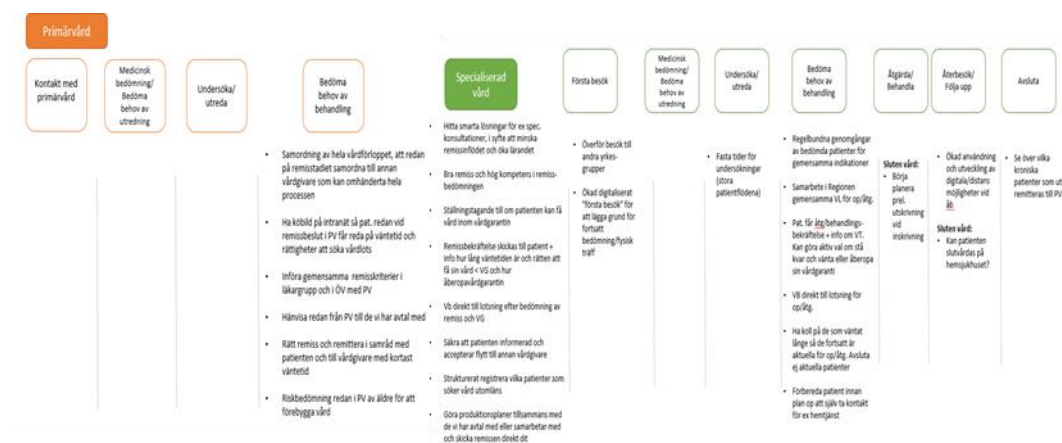 Primärvård
Kontakt med
primärvård
Medicinsk
bedömning/
Bedöma
behov av
utredning
Undersöka/
utreda
Bedöma
behov av
behandling
• Samordning av hela vårdförloppet, att redan
på remisstadiet samordna till annan
vårdgivare som kan omhänderta hela
processen
• Ha köbild på intranät så pat. redan vid
remissbeslut i PV får reda på väntetid och
rättigheter att söka vårdlots
• Införa gemensamma remisskriterier i
läkargrupp och i ÖV med PV
• Hänvisa redan från PV till de vi har avtal med
• Rätt remiss och remittera i samråd med
patienten och till vårdgivare med kortast
väntetid
• Riskbedömning redan i PV av äldre för att
förebygga vård
Specialiserad
vård
• Hitta smarta lösningar för ex spec.
konsultationer, i syfte att minska
remissinflödet och öka lärandet
• Bra remiss och hög kompetens i remiss-
bedömningen
• Ställningstagande till om patienten kan få
vård inom vårdgarantin
• Remissbekräftelse skickas till patient +
info hur lång väntetiden är och rätten att
få sin vård < VG och hur
åberopavårdgarantin
• Vb direkt till lotsning efter bedömning av
remiss och VG
• Säkra att patienten informerad och
accepterar flytt till annan vårdgivare
• Strukturerat registrera vilka patienter som
söker vård utomläns
• Göra produktionsplaner tillsammans med
de vi har avtal med eller samarbetar med
och skicka remissen direkt dit
Första besök
• Överför besök till
andra yrkes-
grupper
• Ökad digitaliserat
"första besök" för
att lägga grund för
fortsatt
bedömning/fysisk
träff
Medicinsk
bedömning/
Bedöma
behov av
utredning
Undersöka/
utreda
• Fasta tider för
undersökningar
(stora
patientflödena)
Bedöma
behov av
behandling
• Regelbundna genomgångar
av bedömda patienter för
gemensamma indikationer
• Samarbete i Regionen
gemensamma VL för op/åtg.
• Pat. får åtg/behandlings-
bekräftelse + info om VT.
Kan göra aktiv val om stå
kvar och vänta eller åberopa
sin vårdgaranti
• VB direkt till lotsning för
op/åtg.
• Ha koll på de som väntat
länge så de fortsatt är
aktuella för op/åtg. Avsluta
ej aktuella patienter
• Förbereda patient innan
plan op att själv ta kontakt
för ex hemtjänst
Åtgärda/
Behandla
Sluten vård:
• Börja
planera
prel.
utskrivning
vid
inskrivning
Återbesök/
Följa upp
• Ökad användning
och utveckling av
digitala/distans
möjligheter vid
åb
Sluten vård:
• Kan patienten
slutvårdas på
hemsjukhuset?
Avsluta
• Se över vilka
kroniska
patienter som ut
remitteras till PV